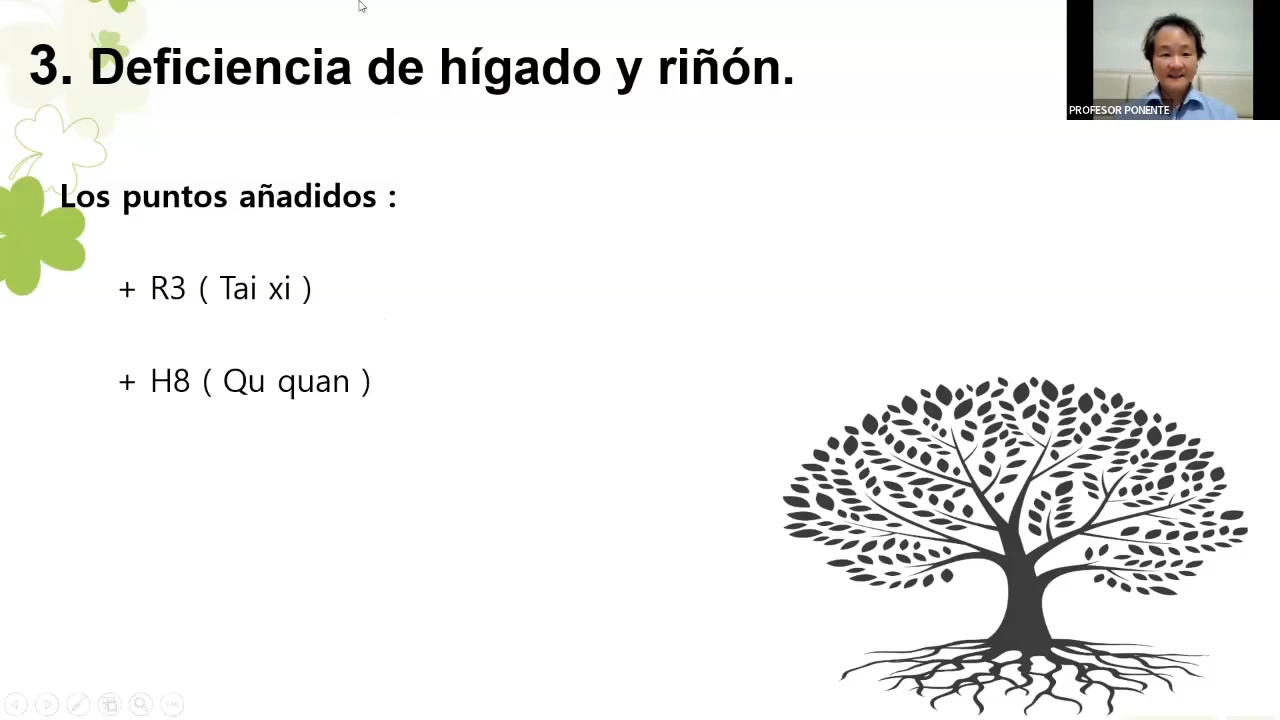 3. Deficiencia de hígado y riñón.
PROFESOR PONENTE
Los puntos añadidos :
+ R3 ( Tai xi )
+ H8 ( Qu quan )